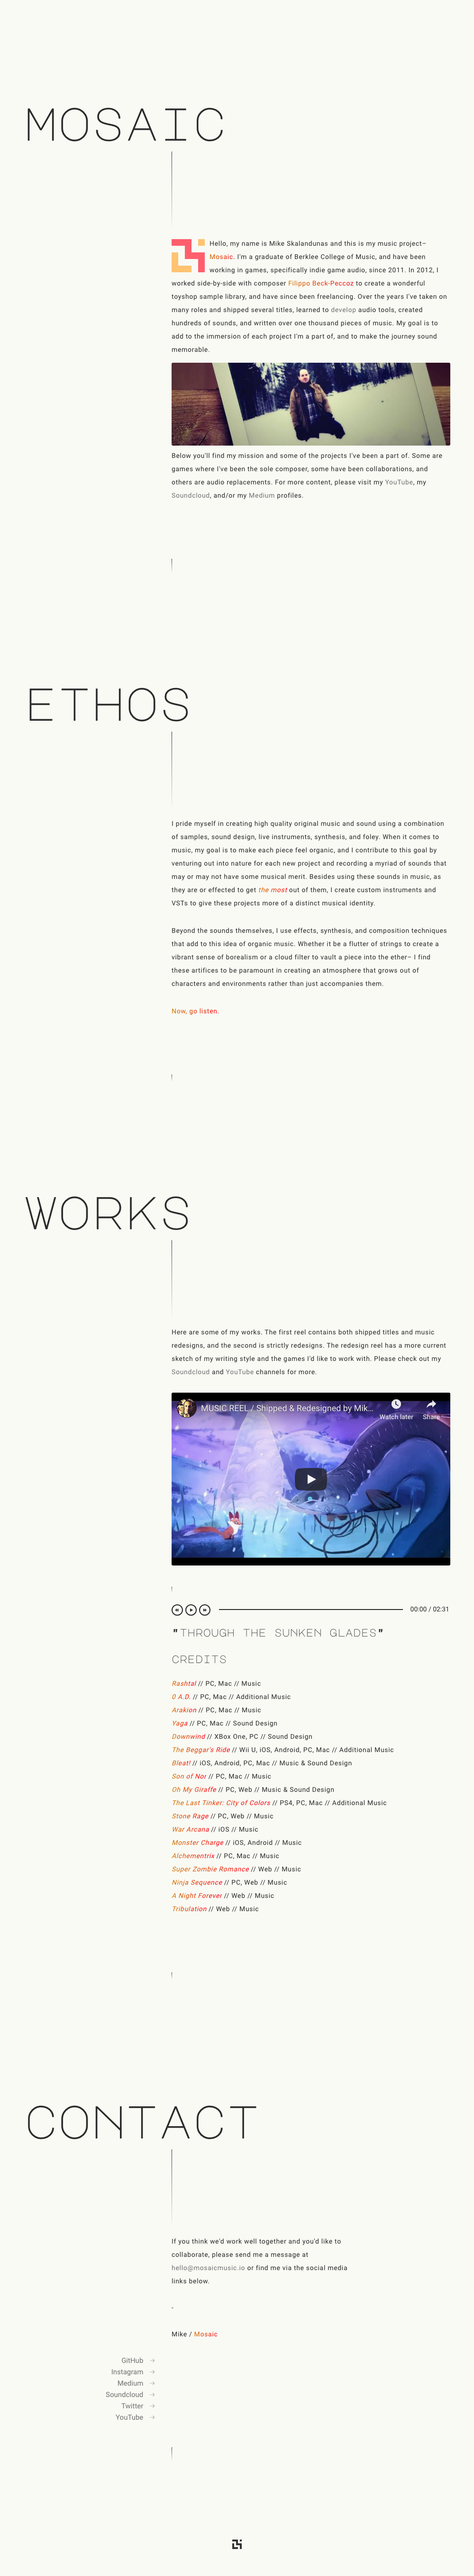 MOSAIC
Hello, my name is Mike Skalandunas and this is my music project–
Mosaic. I'm a graduate of Berklee College of Music, and have been
working in games, specifically indie game audio, since 2011. In 2012, I
worked side-by-side with composer Filippo Beck-Peccoz to create a wonderful
toyshop sample library, and have since been freelancing. Over the years I've taken on
many roles and shipped several titles, learned to develop audio tools, created
hundreds of sounds, and written over one thousand pieces of music. My goal is to
add to the immersion of each project I'm a part of, and to make the journey sound
memorable.
Below you'll find my mission and some of the projects I've been a part of. Some are
games where I've been the sole composer, some have been collaborations, and
others are audio replacements. For more content, please visit my YouTube, my
Soundcloud, and/or my Medium profiles.
ETHOS
I pride myself in creating high quality original music and sound using a combination
of samples, sound design, live instruments, synthesis, and foley. When it comes to
music, my goal is to make each piece feel organic, and I contribute to this goal by
venturing out into nature for each new project and recording a myriad of sounds that
may or may not have some musical merit. Besides using these sounds in music, as
they are or effected to get the most out of them, I create custom instruments and
VSTs to give these projects more of a distinct musical identity.
Beyond the sounds themselves, I use effects, synthesis, and composition techniques
that add to this idea of organic music. Whether it be a flutter of strings to create a
vibrant sense of borealism or a cloud filter to vault a piece into the ether– I find
these artifices to be paramount in creating an atmosphere that grows out of
characters and environments rather than just accompanies them.
Now, go listen.
WORKS
Here are some of my works. The first reel contains both shipped titles and music
redesigns, and the second is strictly redesigns. The redesign reel has a more current
sketch of my writing style and the games I'd like to work with. Please check out my
Soundcloud and YouTube channels for more.
MUSIC REEL / Shipped & Redesigned by Mik...
Watch later
Share
00:00 / 02:31
"THROUGH THE SUNKEN GLADES"
CREDITS
Rashtal // PC, Mac // Music
0 A.D. // PC, Mac // Additional Music
Arakion // PC, Mac // Music
Yaga // PC, Mac // Sound Design
Downwind // XBox One, PC // Sound Design
The Beggar's Ride // Wii U, iOS, Android, PC, Mac // Additional Music
Bleat! // iOS, Android, PC, Mac // Music & Sound Design
Son of Nor // PC, Mac // Music
Oh My Giraffe // PC, Web // Music & Sound Design
The Last Tinker: City of Colors // PS4, PC, Mac // Additional Music
Stone Rage // PC, Web // Music
War Arcana // iOS // Music
Monster Charge // iOS, Android // Music
Alchementrix // PC, Mac // Music
Super Zombie Romance // Web // Music
Ninja Sequence // PC, Web // Music
A Night Forever // Web // Music
Tribulation // Web // Music
CONTACT
If you think we'd work well together and you'd like to
collaborate, please send me a message at
hello@mosaicmusic.io or find me via the social media
links below.
-
Mike / Mosaic
GitHub →
Instagram →
Medium →
Soundcloud →
Twitter →
YouTube →